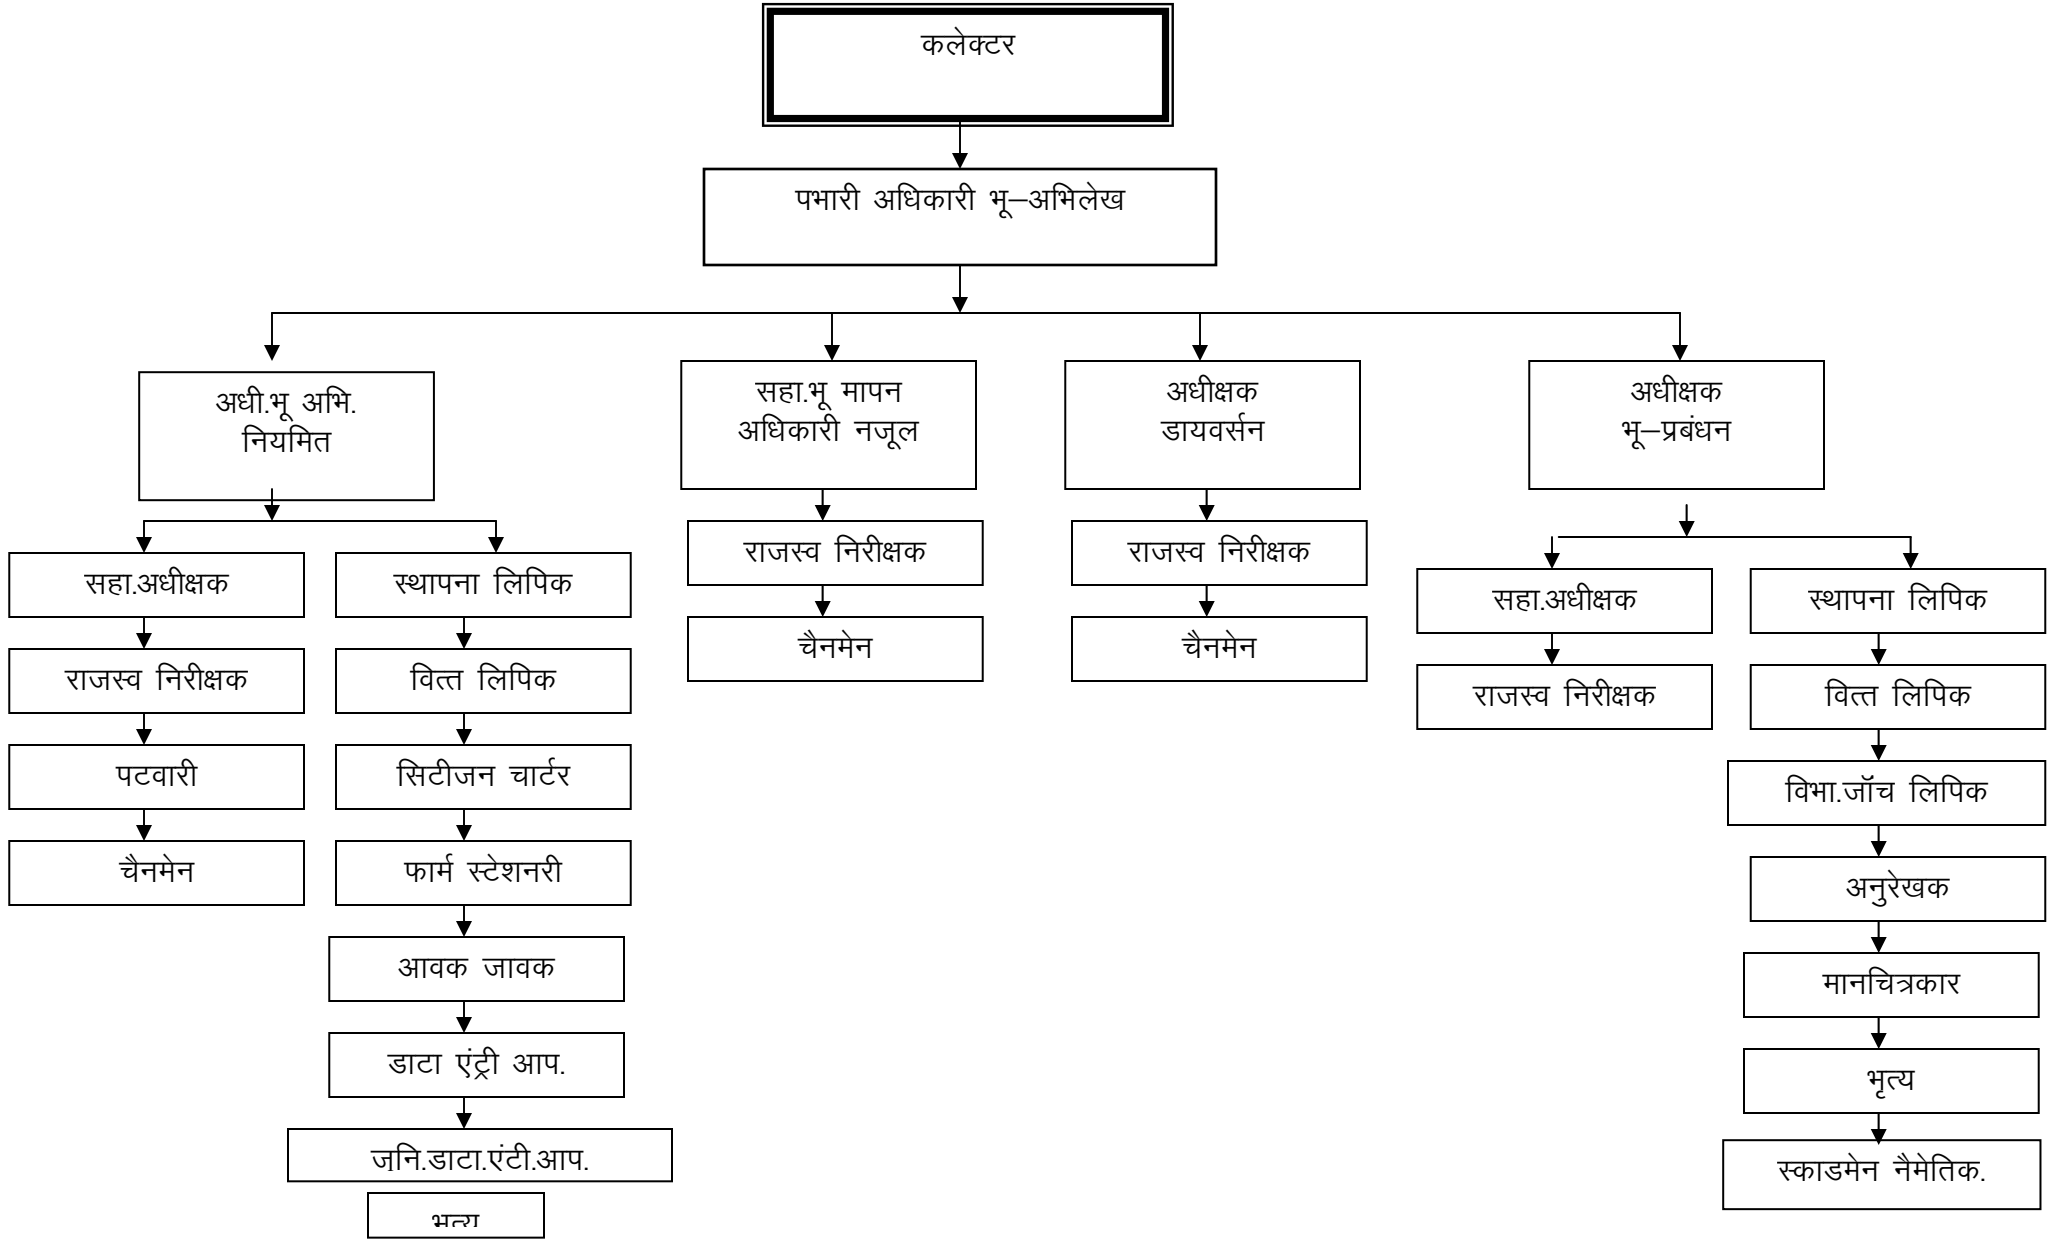 कलेक्टर
पभारी अधिकारी भू–अभिलेख
अधी.भू अभि.
नियमित
सहा.अधीक्षक
राजस्व निरीक्षक
पटवारी
चैनमेन
स्थापना लिपिक
वित्त लिपिक
सिटीजन चार्टर
फार्म स्टेशनरी
आवक जावक
डाटा एंट्री आप.
जूनि.डाटा.एंटी.आप.
भृत्य
सहा.भू मापन
अधिकारी नजूल
राजस्व निरीक्षक
चैनमेन
अधीक्षक
डायवर्सन
राजस्व निरीक्षक
चैनमेन
अधीक्षक
भू–प्रबंधन
सहा.अधीक्षक
राजस्व निरीक्षक
स्थापना लिपिक
वित्त लिपिक
विभा.जॉच लिपिक
अनुरेखक
मानचित्रकार
भृत्य
स्काडमेन नैमेतिक.